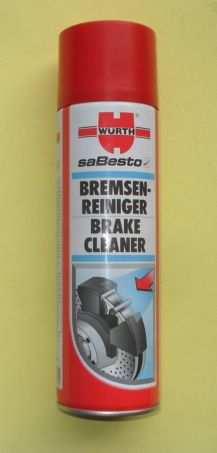 WÜRTH
saBesto
BREMSEN-
REINIGER
BRAKE
CLEANER